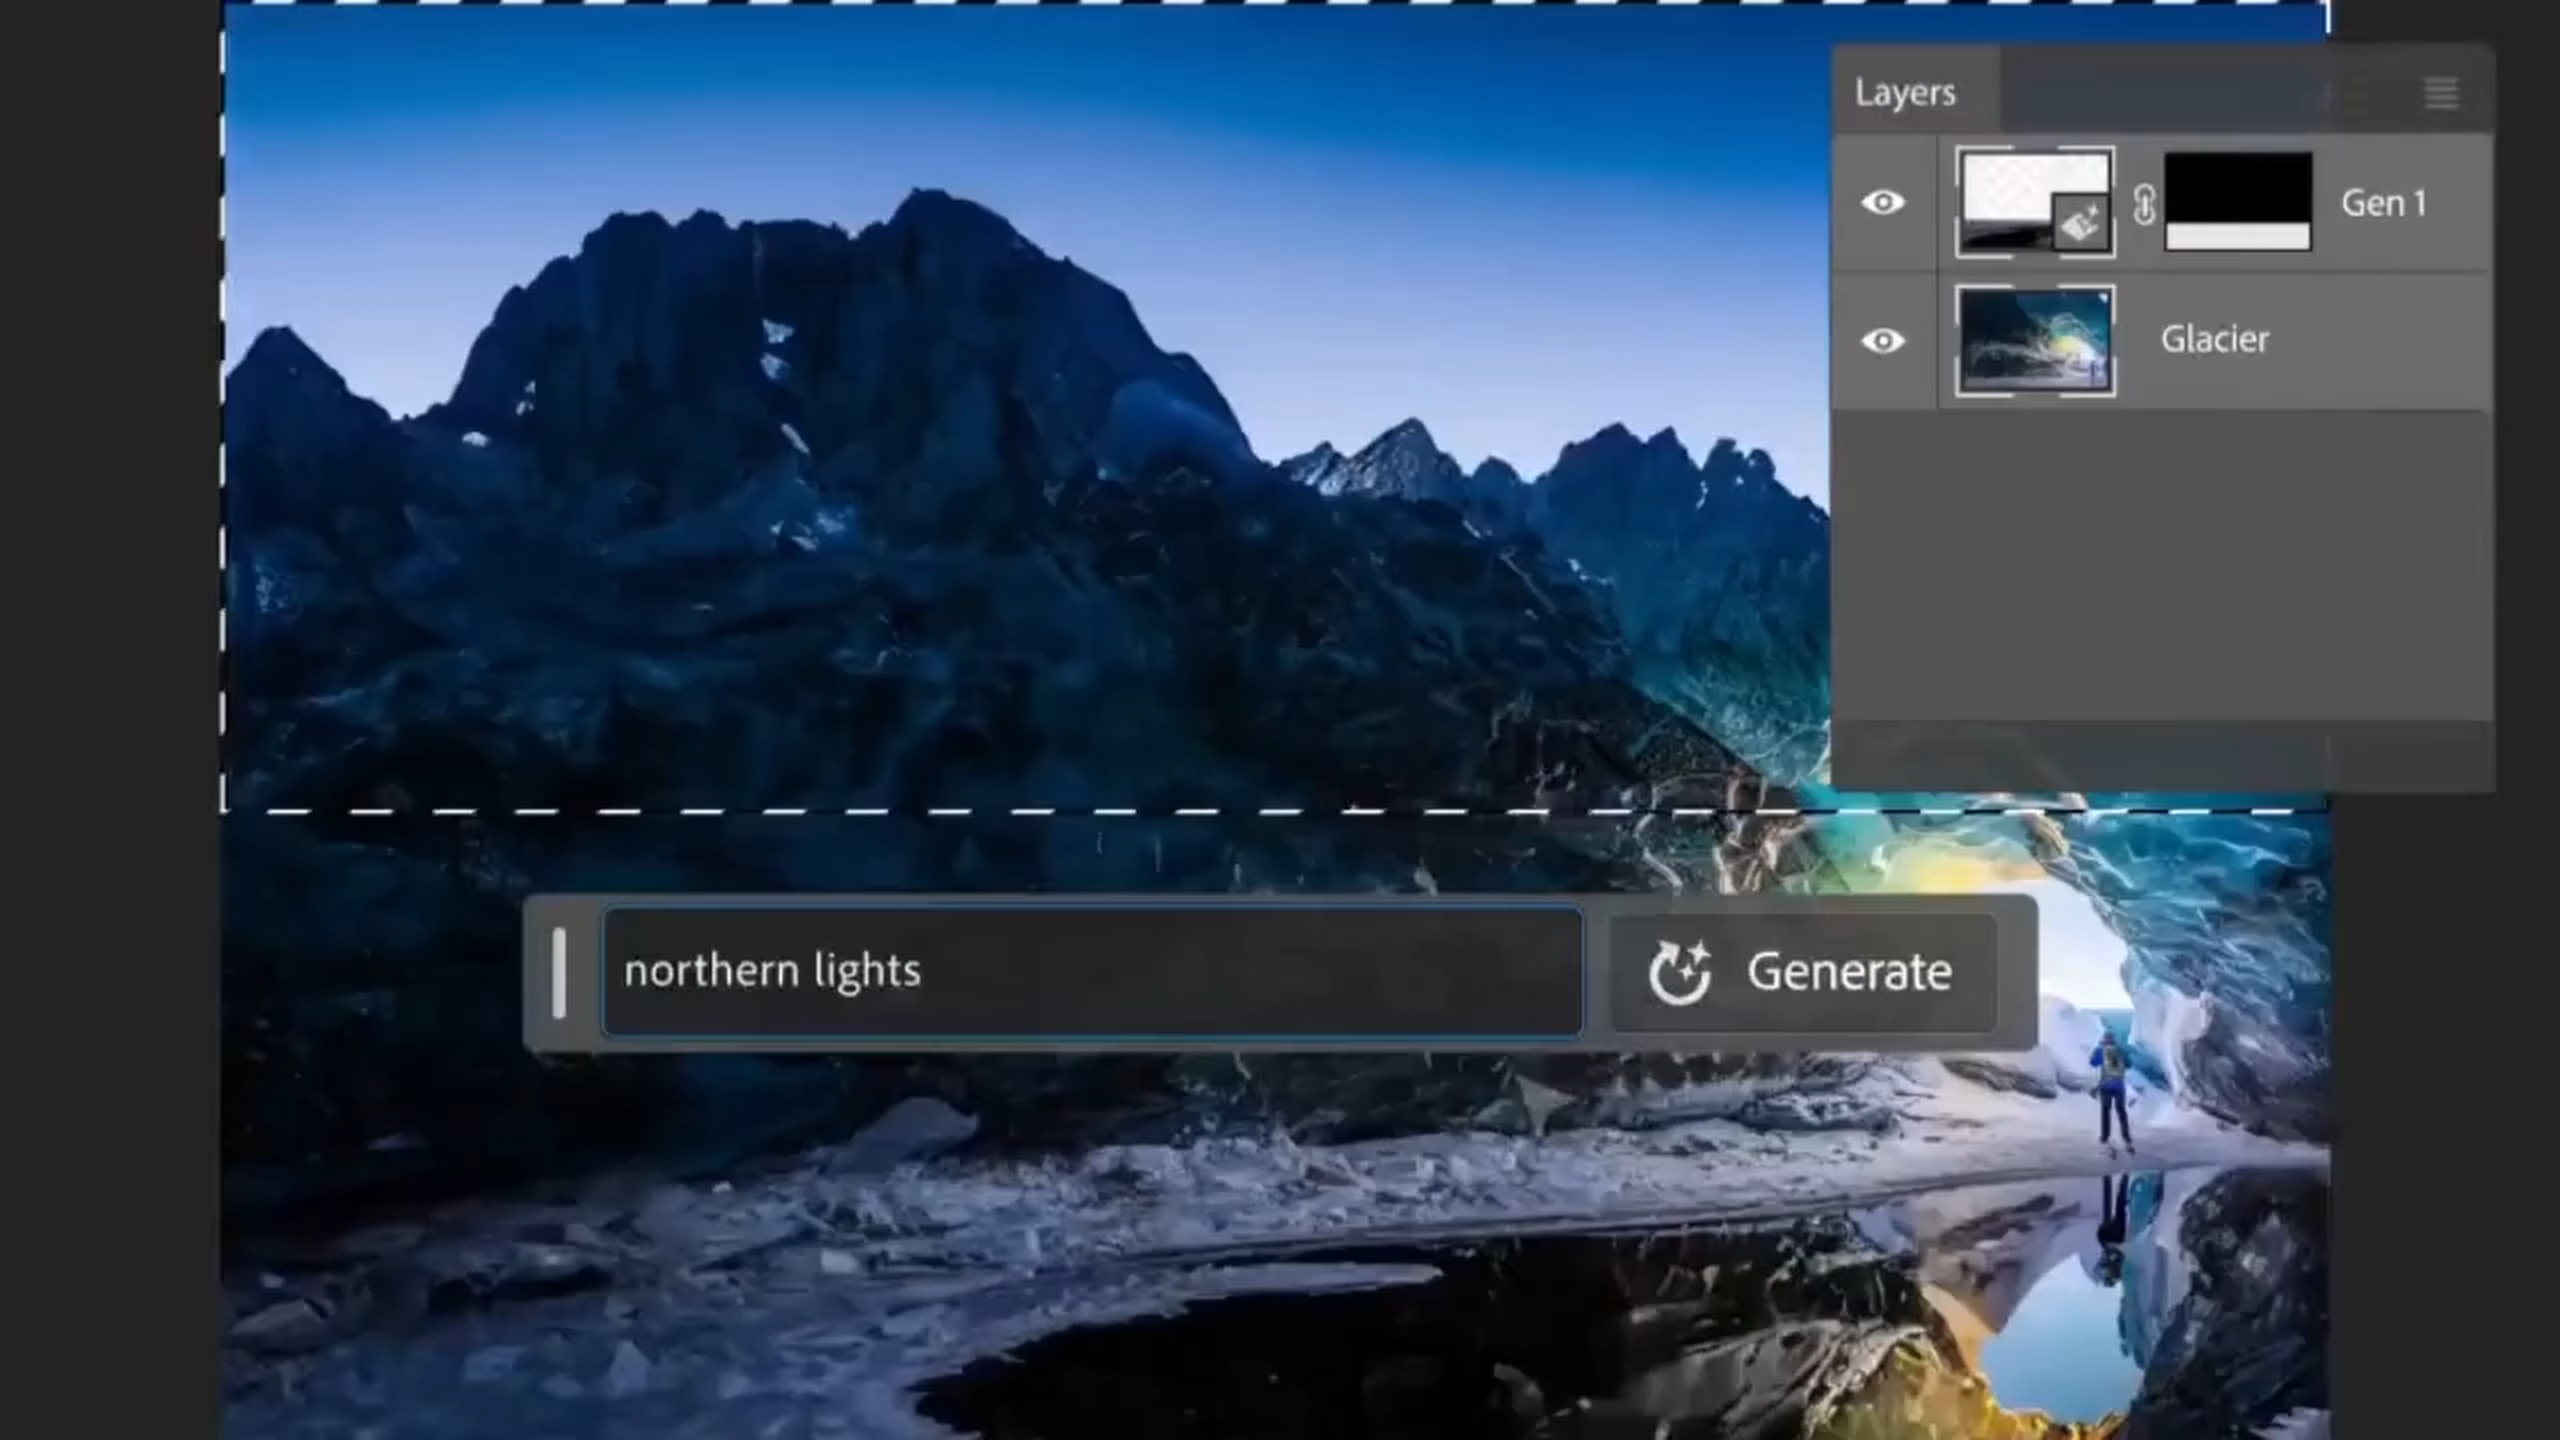 Layers
Gen 1
Glacier
northern lights
Generate